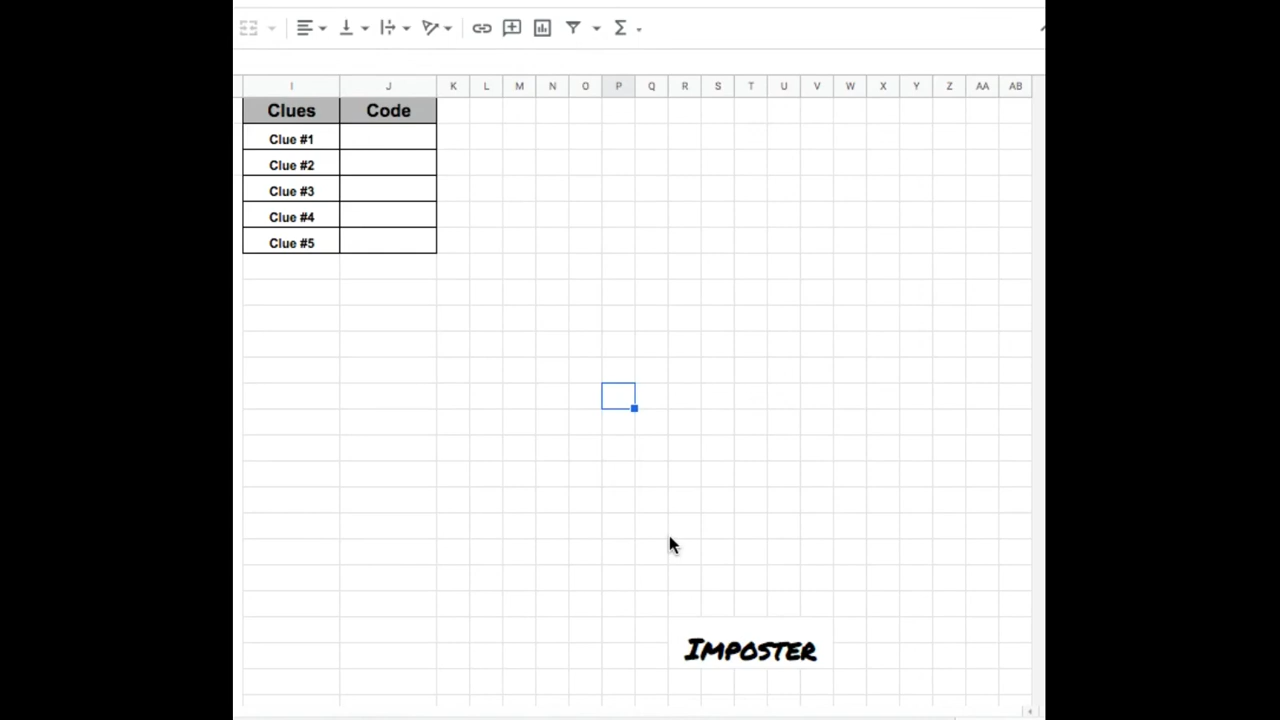 I J K L M N O P Q R S T U V W X Y Z AA AB
Clues Code
Clue #1
Clue #2
Clue #3
Clue #4
Clue #5
IMPOSTER